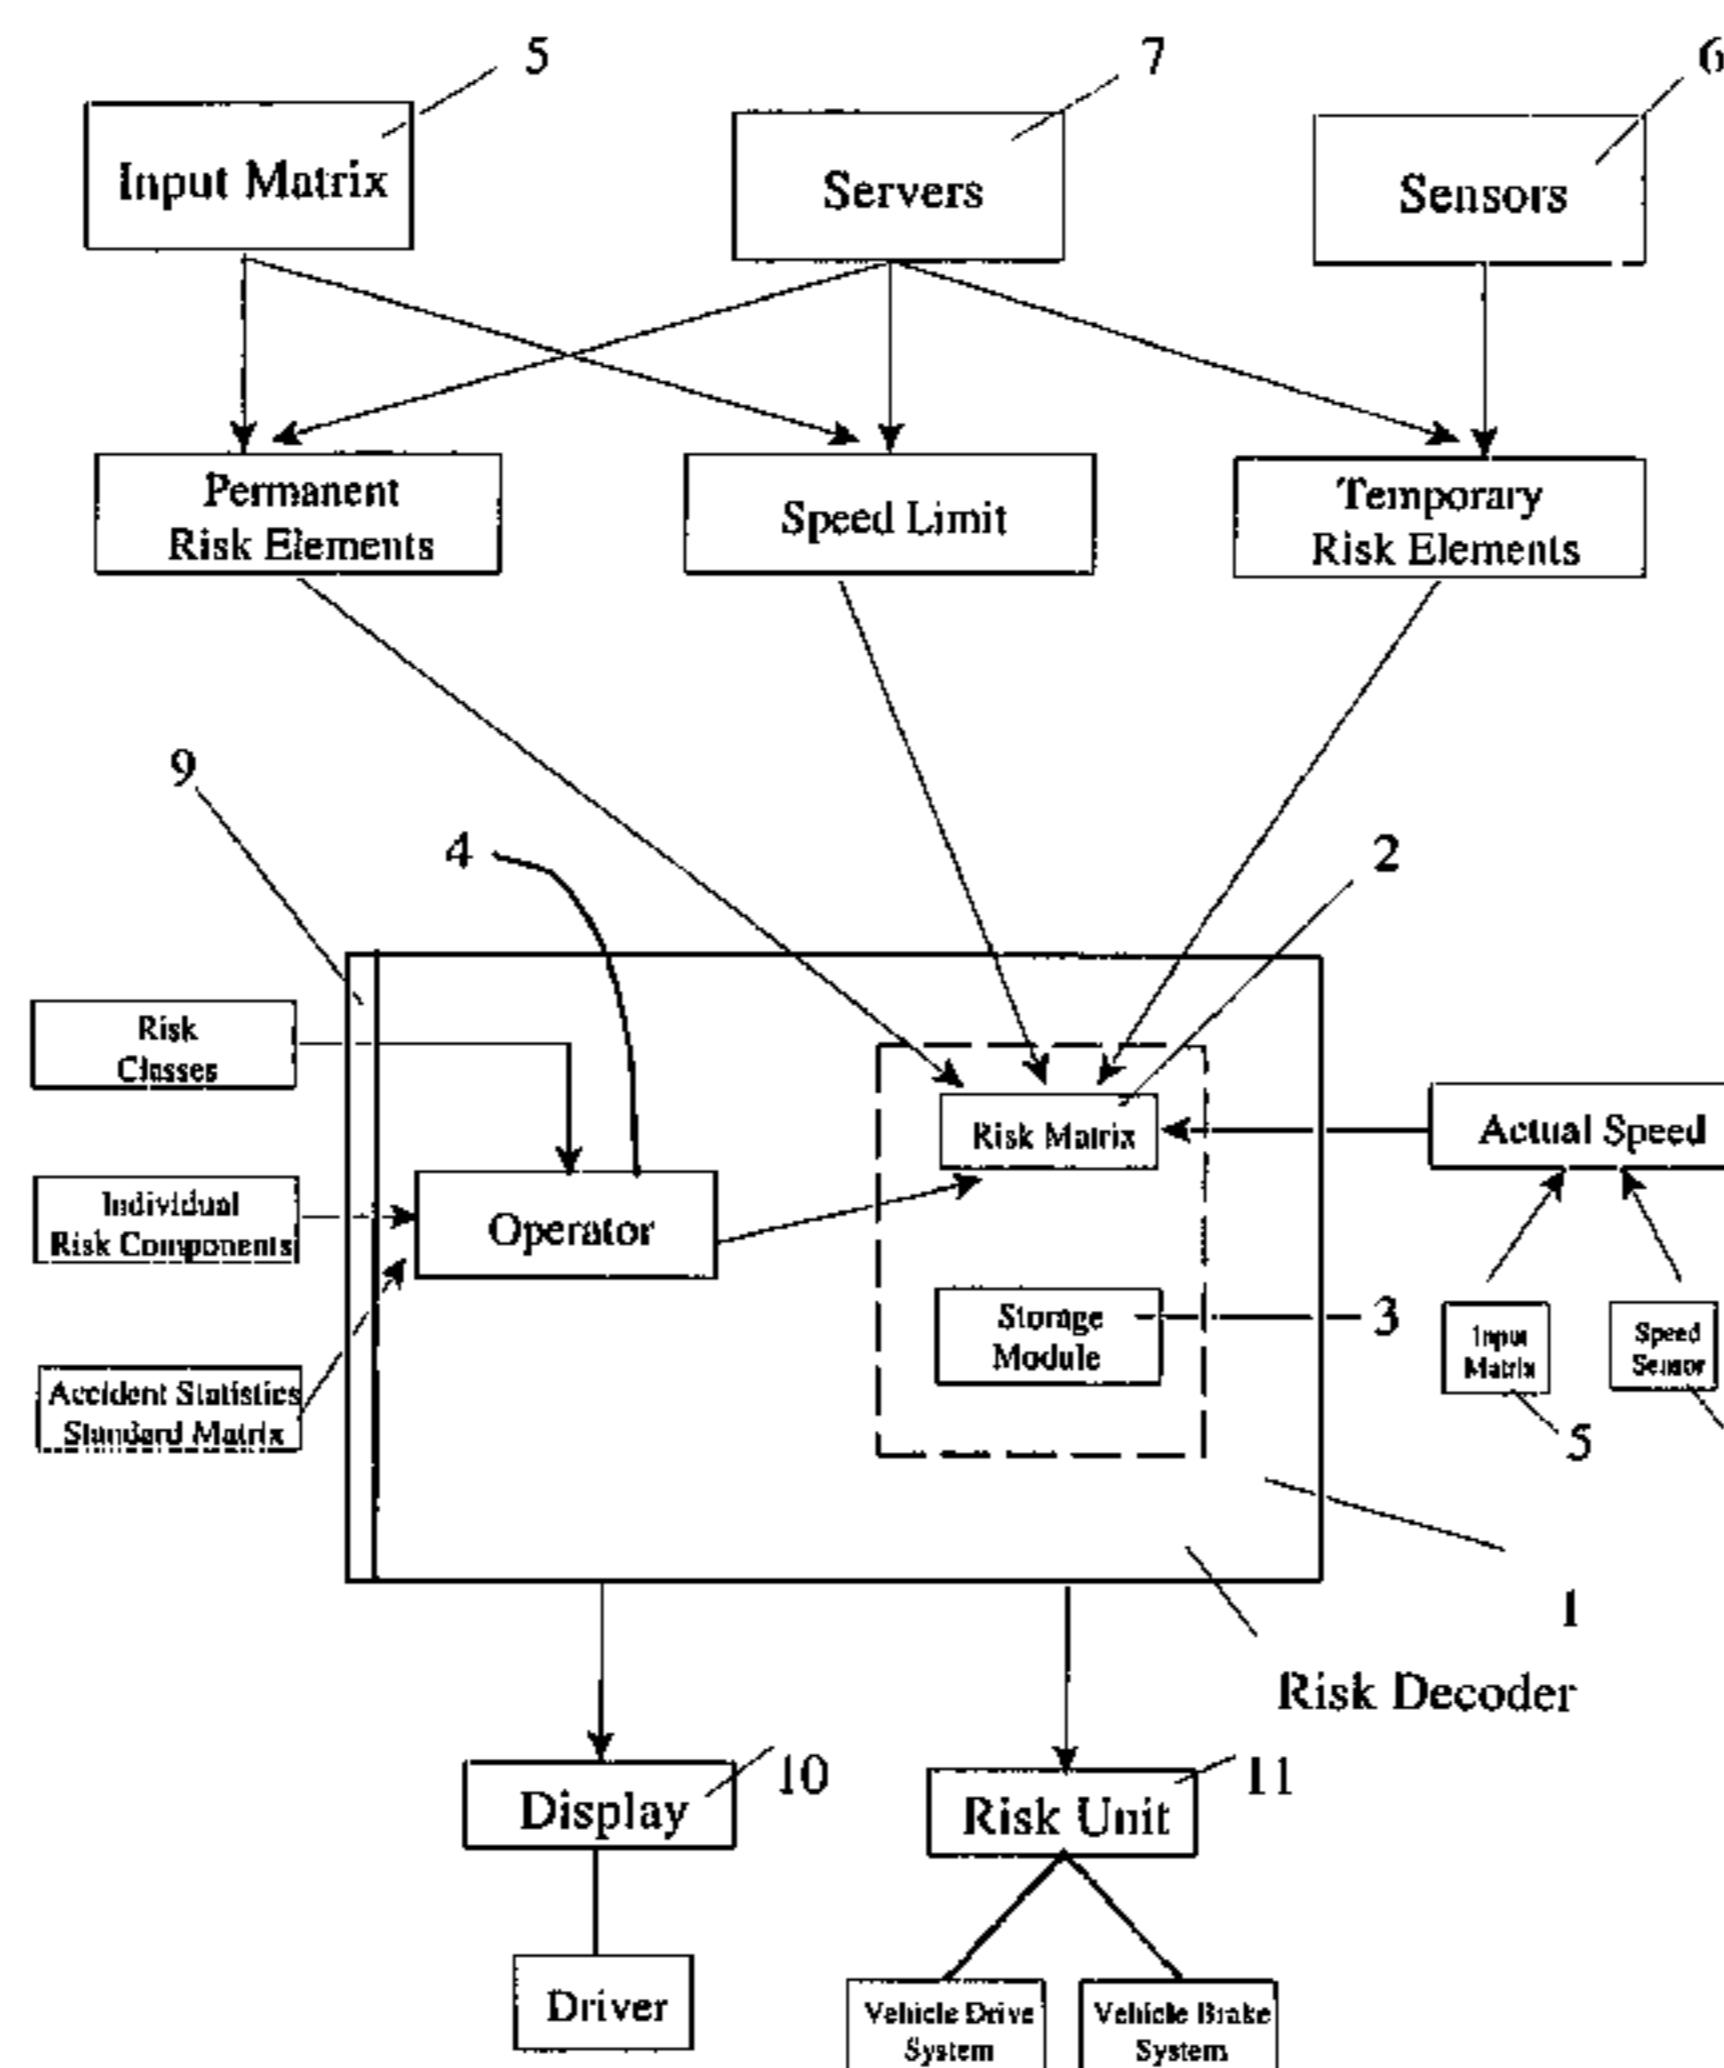 5
7
6
Input Matrix
Servers
Sensors
Permanent
Risk Elements
Speed Limit
Temporary
Risk Elements
9
4
2
Risk
Classes
Risk Matrix
Actual Speed
Individual
Risk Components
Operator
Storage
Module
3
Input
Matrix
Speed
Sensor
Accident Statistics
Standard Matrix
5
1
Risk Decoder
Display
10
Risk Unit
11
Driver
Vehicle Drive
System
Vehicle Brake
System